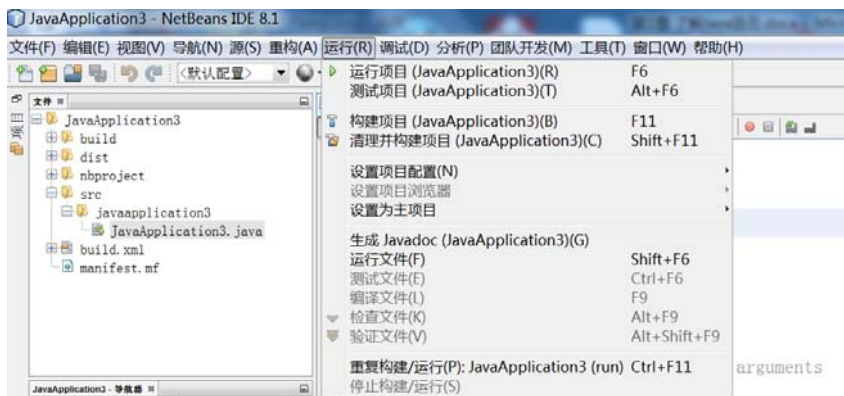 JavaApplication3 - NetBeans IDE 8.1
文件(F) 编辑(E) 视图(V) 导航(N) 源(S) 重构(A) 运行(R) 调试(D) 分析(P) 团队开发(M) 工具(T) 窗口(W) 帮助(H)
<默认配置>
文件
JavaApplication3
build
dist
nbproject
src
javaapplication3
JavaApplication3.java
build.xml
manifest.mf
JavaApplication3 - 导航器
运行项目 (JavaApplication3)(R) F6
测试项目 (JavaApplication3)(T) Alt+F6
构建项目 (JavaApplication3)(B) F11
清理并构建项目 (JavaApplication3)(C) Shift+F11
设置项目配置(N)
设置项目浏览器
设置为主项目
生成 Javadoc (JavaApplication3)(G)
运行文件(F) Shift+F6
测试文件(E) Ctrl+F6
编译文件(L) F9
检查文件(K) Alt+F9
验证文件(V) Alt+Shift+F9
重复构建/运行(P): JavaApplication3 (run) Ctrl+F11
停止构建/运行(S)
arguments